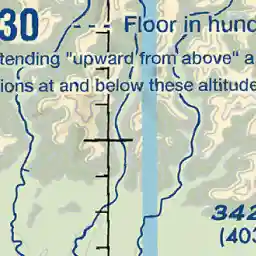 30 --- Floor in hund
tending "upward from above" a
ions at and below these altitude
342
(403